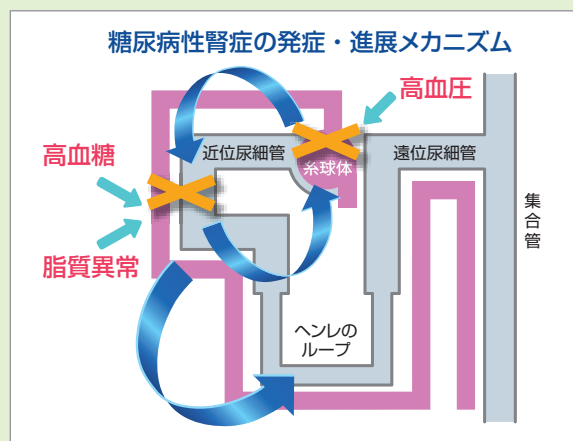 糖尿病性腎症の発症・進展メカニズム
高血圧
高血糖
近位尿細管
糸球体
遠位尿細管
集合管
脂質異常
ヘンレの
ループ